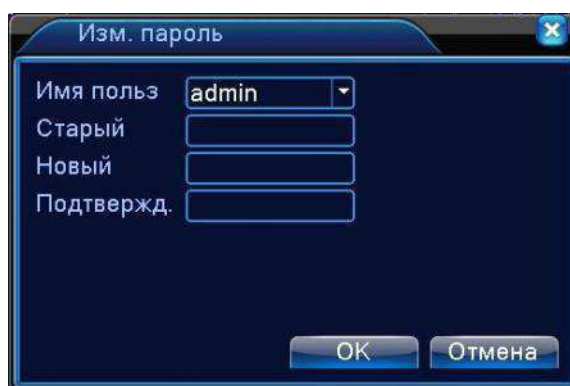 Изм. пароль
Имя польз admin
Старый
Новый
Подтвержд.
OK Отмена